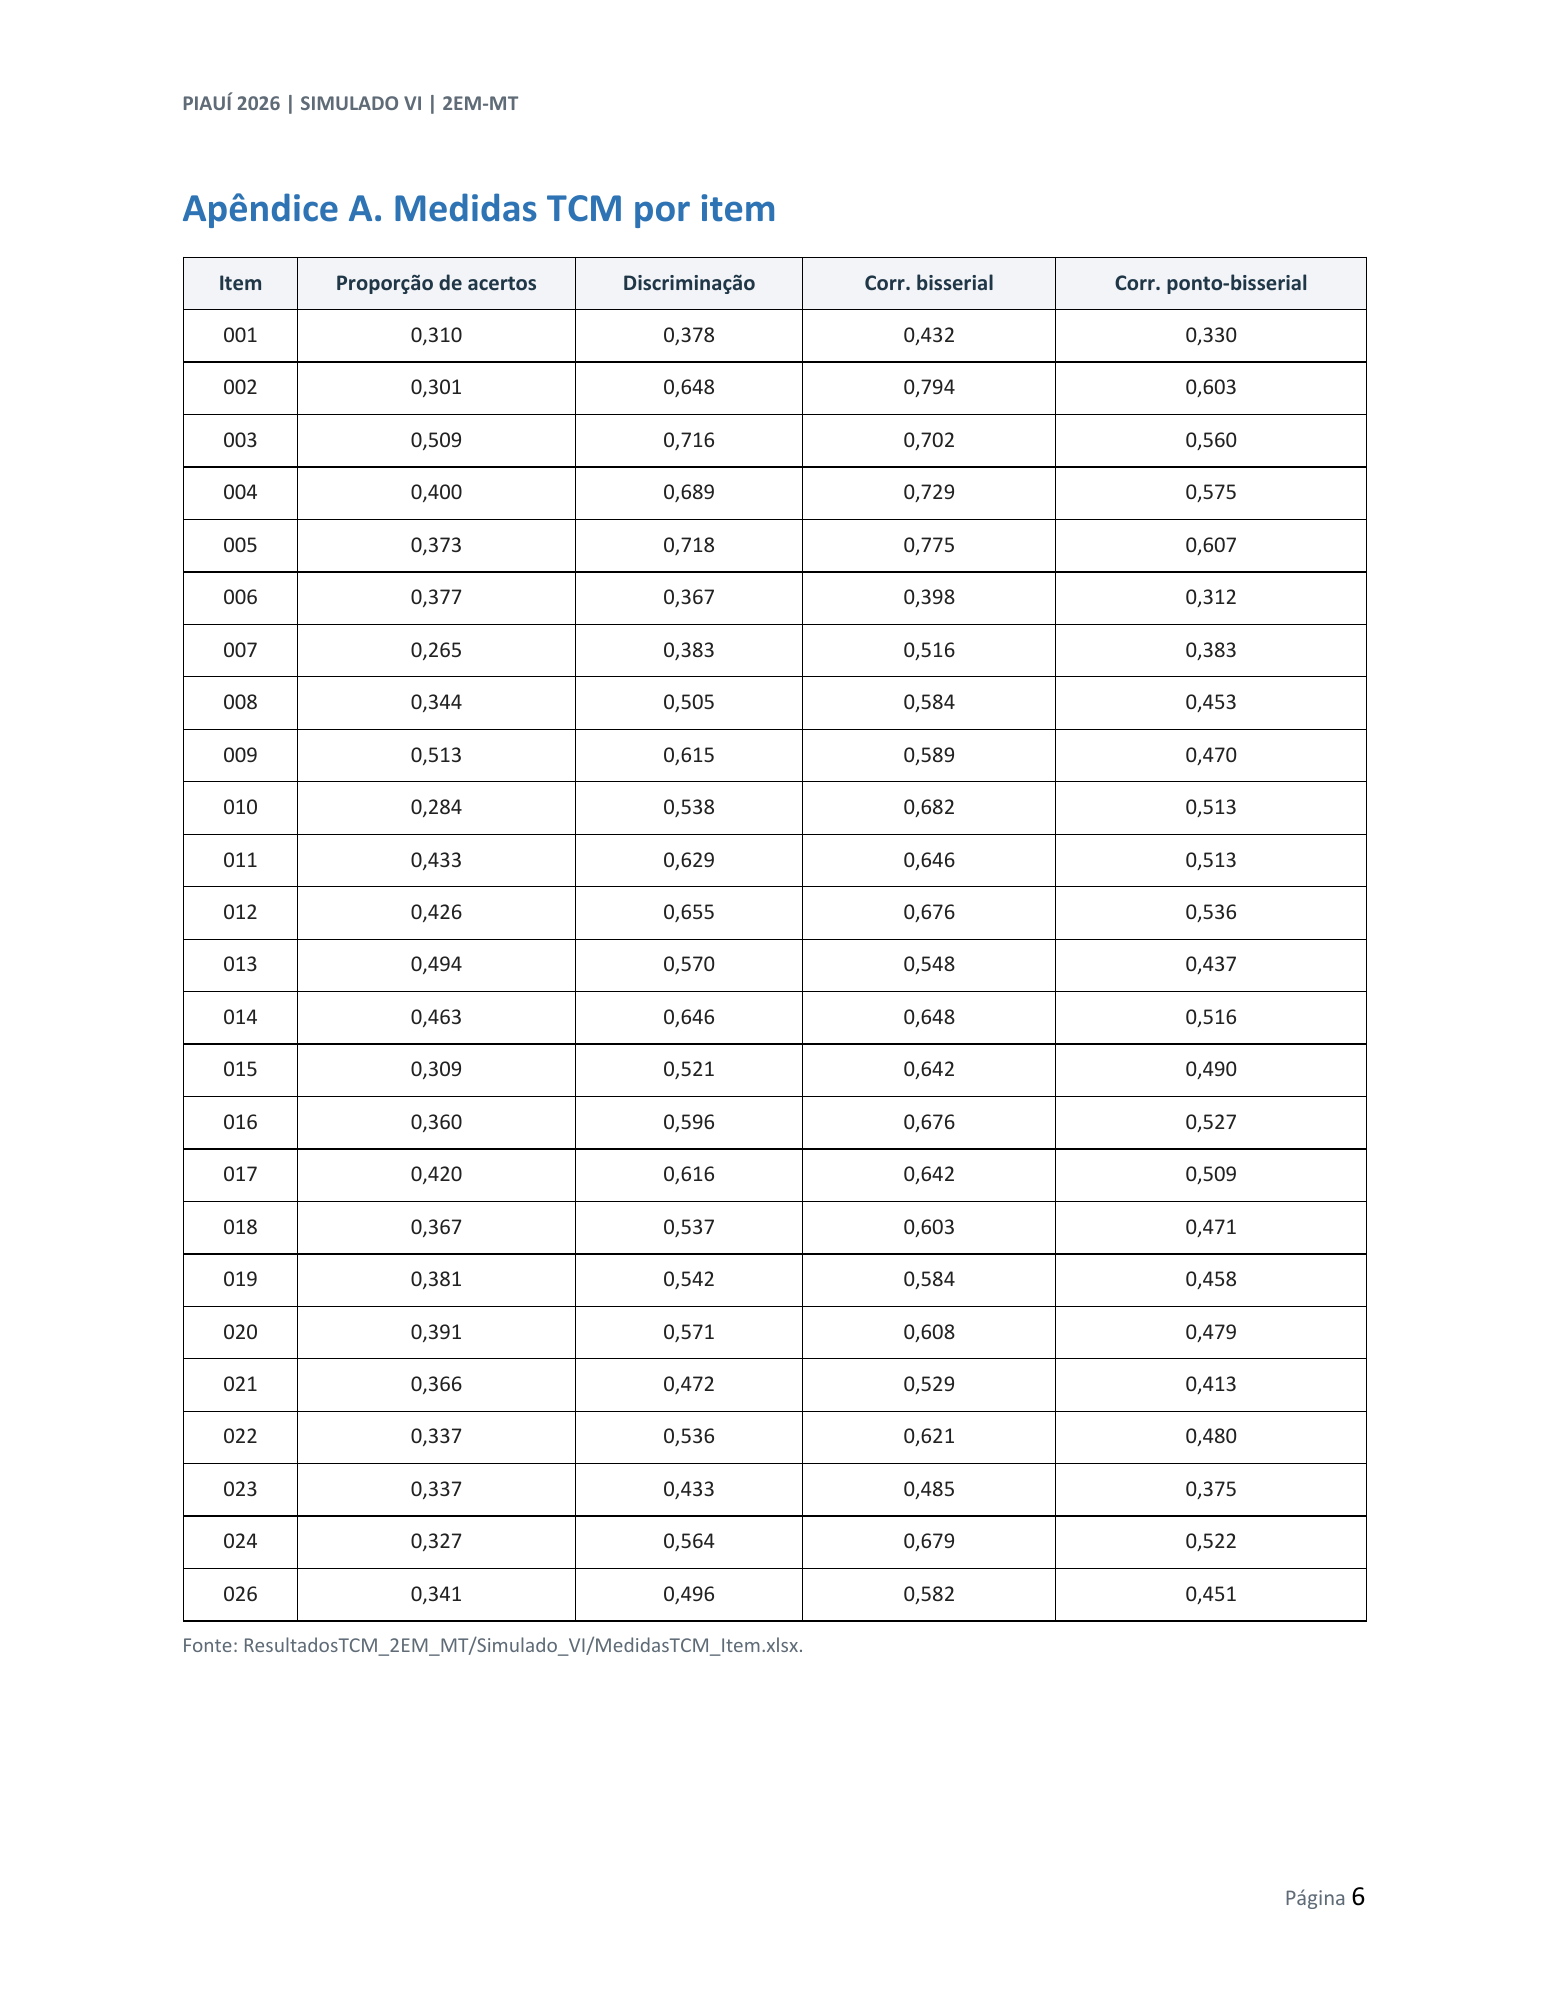 PIAUÍ 2026 | SIMULADO VI | 2EM-MT
Apêndice A. Medidas TCM por item
Item Proporção de acertos Discriminação Corr. bisserial Corr. ponto-bisserial
001 0,310 0,378 0,432 0,330
002 0,301 0,648 0,794 0,603
003 0,509 0,716 0,702 0,560
004 0,400 0,689 0,729 0,575
005 0,373 0,718 0,775 0,607
006 0,377 0,367 0,398 0,312
007 0,265 0,383 0,516 0,383
008 0,344 0,505 0,584 0,453
009 0,513 0,615 0,589 0,470
010 0,284 0,538 0,682 0,513
011 0,433 0,629 0,646 0,513
012 0,426 0,655 0,676 0,536
013 0,494 0,570 0,548 0,437
014 0,463 0,646 0,648 0,516
015 0,309 0,521 0,642 0,490
016 0,360 0,596 0,676 0,527
017 0,420 0,616 0,642 0,509
018 0,367 0,537 0,603 0,471
019 0,381 0,542 0,584 0,458
020 0,391 0,571 0,608 0,479
021 0,366 0,472 0,529 0,413
022 0,337 0,536 0,621 0,480
023 0,337 0,433 0,485 0,375
024 0,327 0,564 0,679 0,522
026 0,341 0,496 0,582 0,451
Fonte: ResultadosTCM_2EM_MT/Simulado_VI/MedidasTCM_Item.xlsx.
Página 6